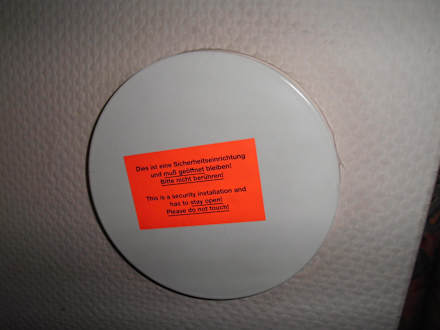 Dies ist eine Sicherheitseinrichtung
und muß geöffnet bleiben!
Bitte nicht berühren!
This is a security installation and
has to stay open!
Please do not touch!